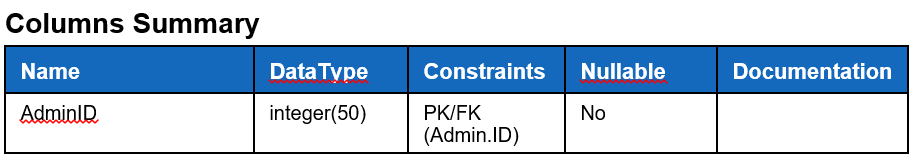 Columns Summary
Name DataType Constraints Nullable Documentation
AdminID integer(50) PK/FK No
(Admin.ID)